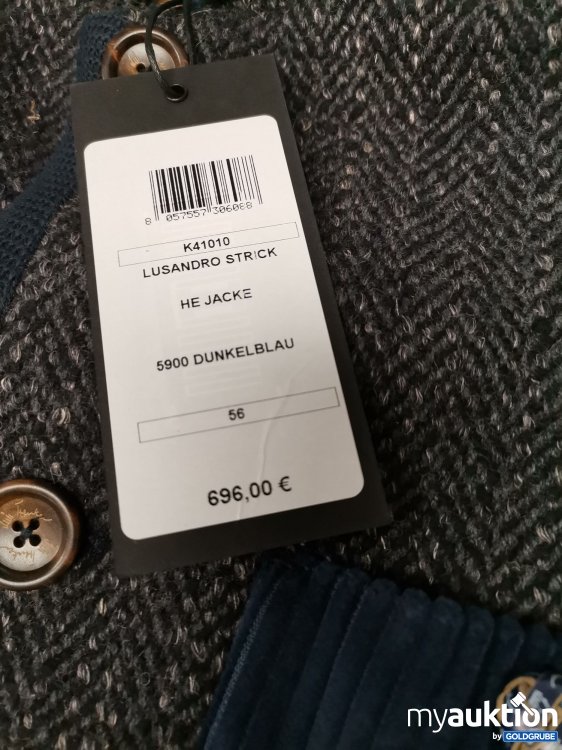 8 057557 306088
K41010
LUSANDRO STRICK
HE JACKE
5900 DUNKELBLAU
56
696,00 €
myauktion
by GOLDGRUBE